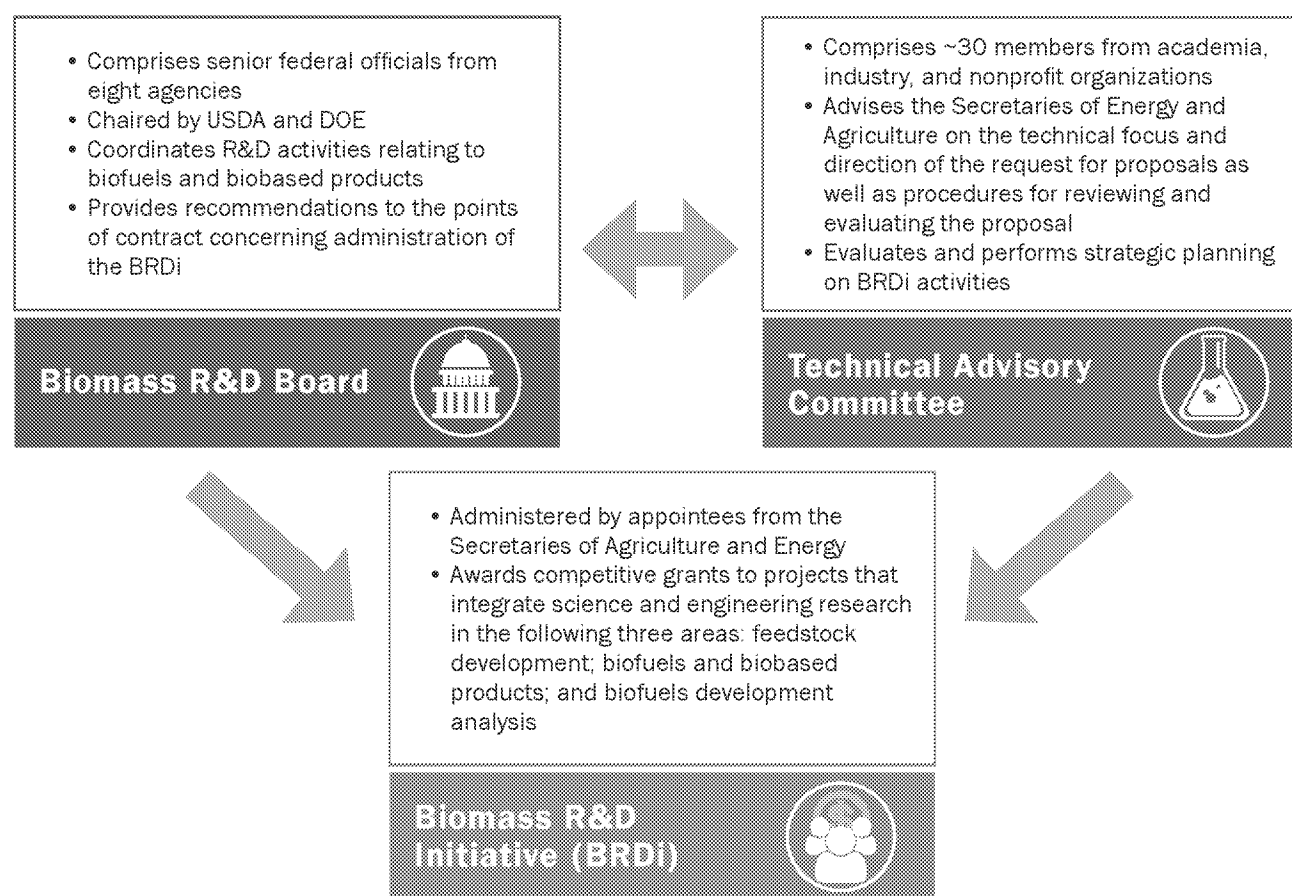 • Comprises senior federal officials from
eight agencies
• Chaired by USDA and DOE
• Coordinates R&D activities relating to
biofuels and biobased products
• Provides recommendations to the points
of contract concerning administration of
the BRDi
Biomass R&D Board
• Comprises ~30 members from academia,
industry, and nonprofit organizations
• Advises the Secretaries of Energy and
Agriculture on the technical focus and
direction of the request for proposals as
well as procedures for reviewing and
evaluating the proposal
• Evaluates and performs strategic planning
on BRDi activities
Technical Advisory
Committee
• Administered by appointees from the
Secretaries of Agriculture and Energy
• Awards competitive grants to projects that
integrate science and engineering research
in the following three areas: feedstock
development; biofuels and biobased
products; and biofuels development
analysis
Biomass R&D
Initiative (BRDi)